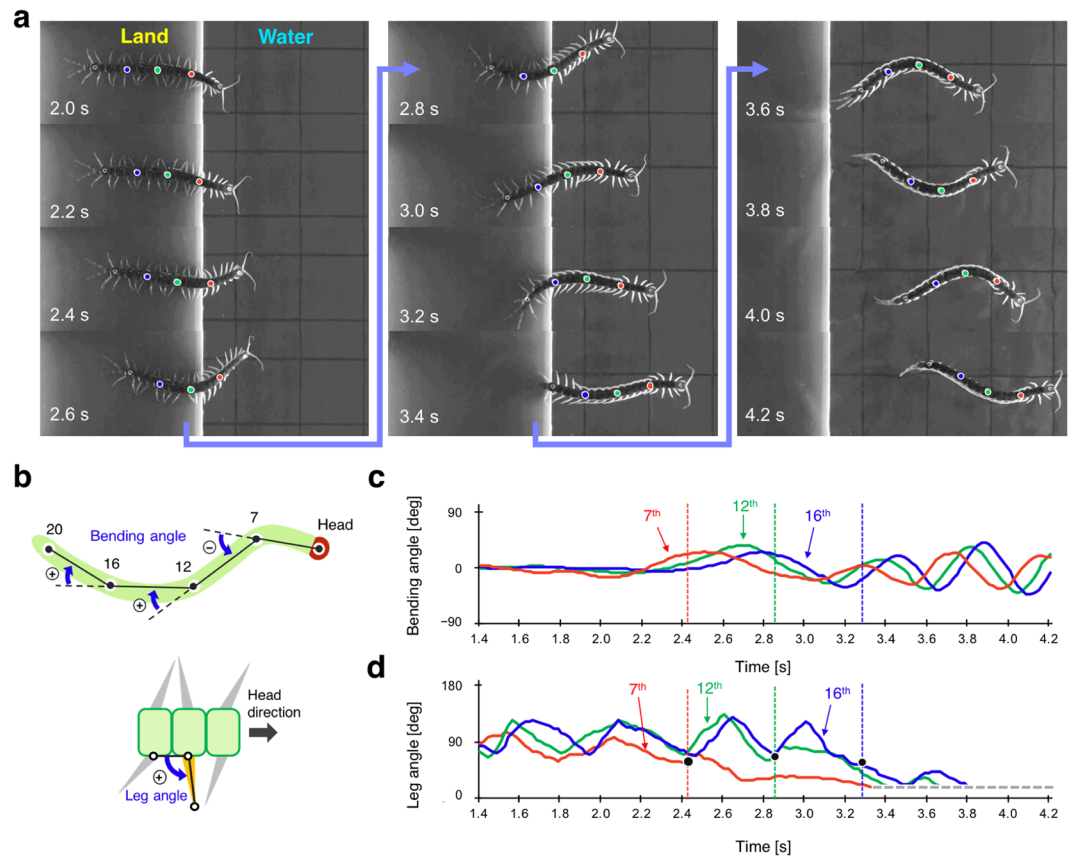 a
Land
Water
2.0 s
2.2 s
2.4 s
2.6 s
2.8 s
3.0 s
3.2 s
3.4 s
3.6 s
3.8 s
4.0 s
4.2 s
b
20
Bending angle
16
12
7
Head
+
+
−
Head
direction
+
Leg angle
c
Bending angle [deg]
90
0
−90
7th
12th
16th
1.4 1.6 2.0 2.2 2.4 2.6 2.8 3.0 3.2 3.4 3.6 3.8 4.0 4.2
Time [s]
d
Leg angle [deg]
180
90
0
7th
12th
16th
1.4 1.6 2.0 2.2 2.4 2.6 2.8 3.0 3.2 3.4 3.6 3.8 4.0 4.2
Time [s]